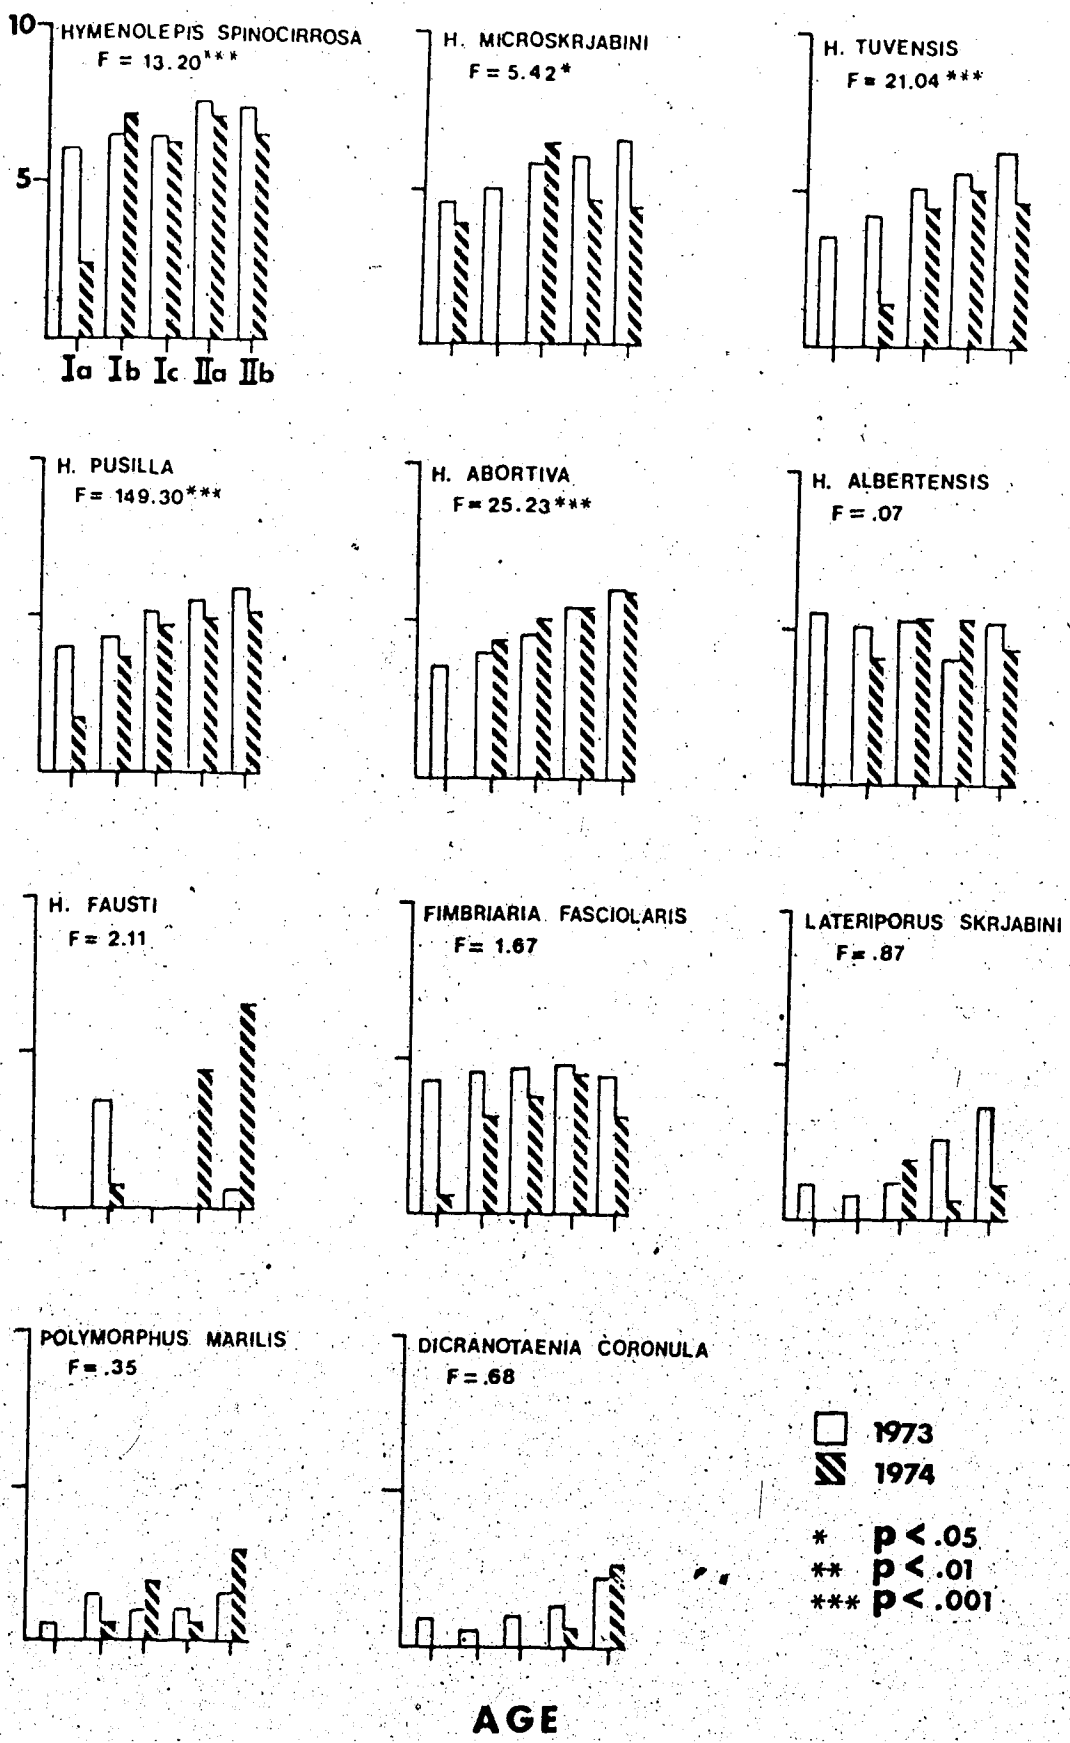 10
HYMENOLEPIS SPINOCIRROSA
F = 13.20***
5
Ia Ib Ic IIa IIb
H. MICROSKRJABINI
F = 5.42*
H. TUVENSIS
F = 21.04***
H. PUSILLA
F = 149.30***
H. ABORTIVA
F = 25.23***
H. ALBERTENSIS
F = .07
H. FAUSTI
F = 2.11
FIMBRIARIA FASCIOLARIS
F = 1.67
LATERIPORUS SKRJABINI
F = .87
POLYMORPHUS MARILIS
F = .35
DICRANOTAENIA CORONULA
F = .68
1973
1974
* p < .05
** p < .01
*** p < .001
AGE